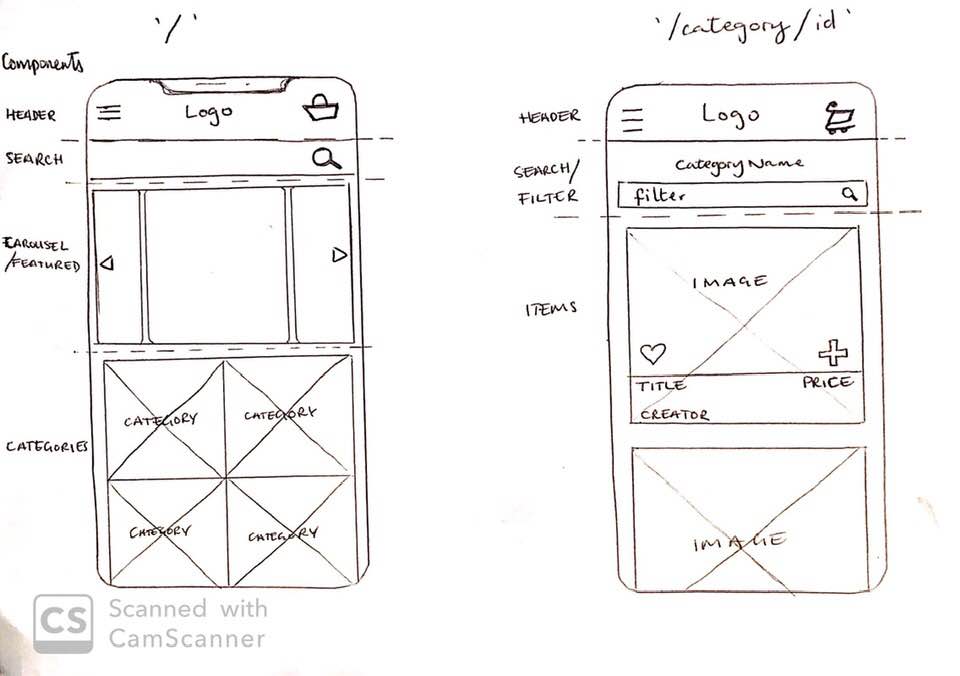 '/'
Components
HEADER
Logo
SEARCH
CAROUSEL
/FEATURED
CATEGORIES
CATEGORY
CATEGORY
CATEGORY
CATEGORY
'/category/id'
HEADER
Logo
SEARCH/
FILTER
Category Name
filter
ITEMS
IMAGE
TITLE
PRICE
CREATOR
IMAGE
CS
Scanned with
CamScanner